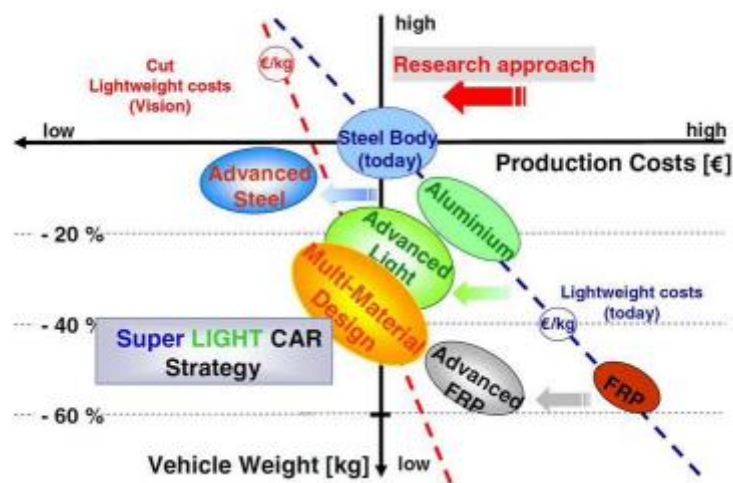 high
€/kg
Cut
Lightweight costs
(Vision)
Research approach
low
high
Steel Body
(today)
Production Costs [€]
Advanced
Steel
Aluminium
Advanced
Light
- 20 %
Multi-Material
Design
Lightweight costs
(today)
€/kg
- 40 %
Super LIGHT CAR
Strategy
Advanced
FRP
FRP
- 60 %
Vehicle Weight [kg]
low